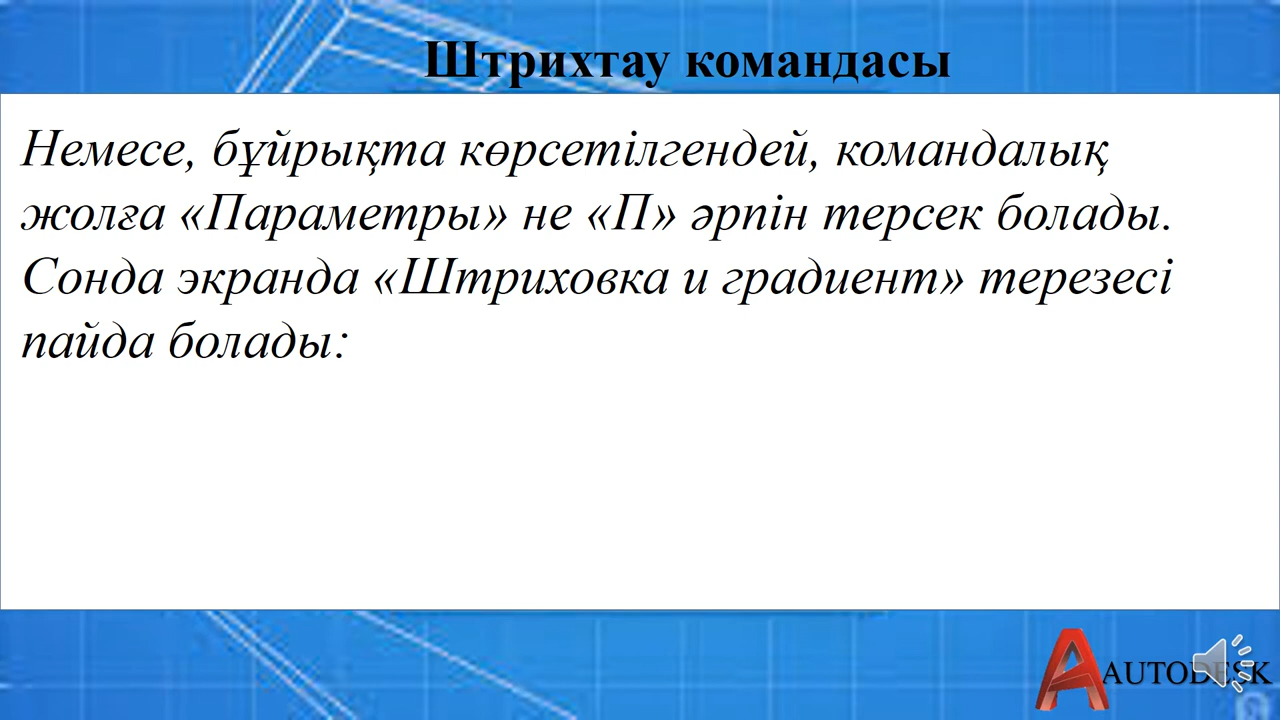 Штрихтау командасы
Немесе, бұйрықта көрсетілгендей, командалық
жолға «Параметры» не «П» әрпін терсек болады.
Сонда экранда «Штриховка и градиент» терезесі
пайда болады:
AUTODESK